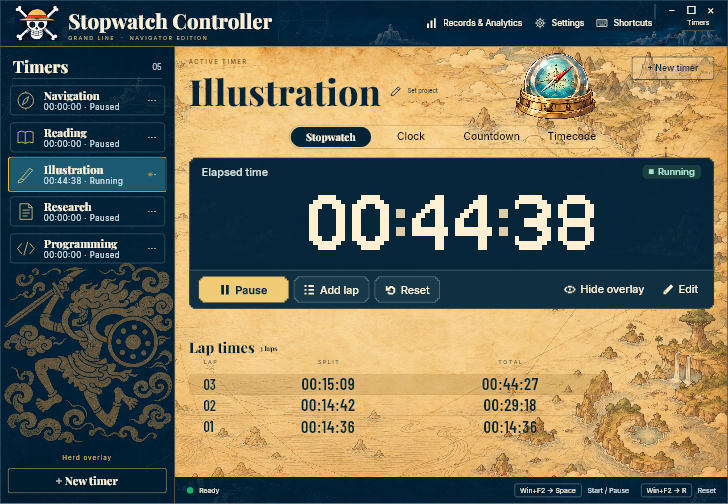 Stopwatch Controller
GRAND LINE · NAVIGATOR EDITION
Records & Analytics
Settings
Shortcuts
Timers
Timers
05
Navigation
00:00:00 · Paused
Reading
00:00:00 · Paused
Illustration
00:44:38 · Running
Research
00:00:00 · Paused
Programming
00:00:00 · Paused
Herd overlay
+ New timer
ACTIVE TIMER
Illustration
Set project
+ New timer
Stopwatch
Clock
Countdown
Timecode
Elapsed time
Running
00:44:38
Pause
Add lap
Reset
Hide overlay
Edit
Lap times
3 laps
LAP SPLIT TOTAL
03 00:15:09 00:44:27
02 00:14:42 00:29:18
01 00:14:36 00:14:36
Ready
Win+F2 → Space
Start / Pause
Win+F2 → R
Reset